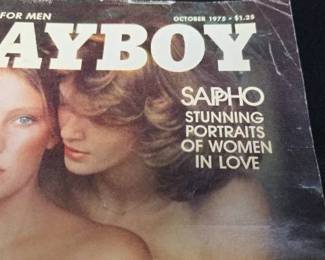 FOR MEN
OCTOBER 1975 • $1.25
AYBOY
SAPPHO
STUNNING
PORTRAITS
OF WOMEN
IN LOVE